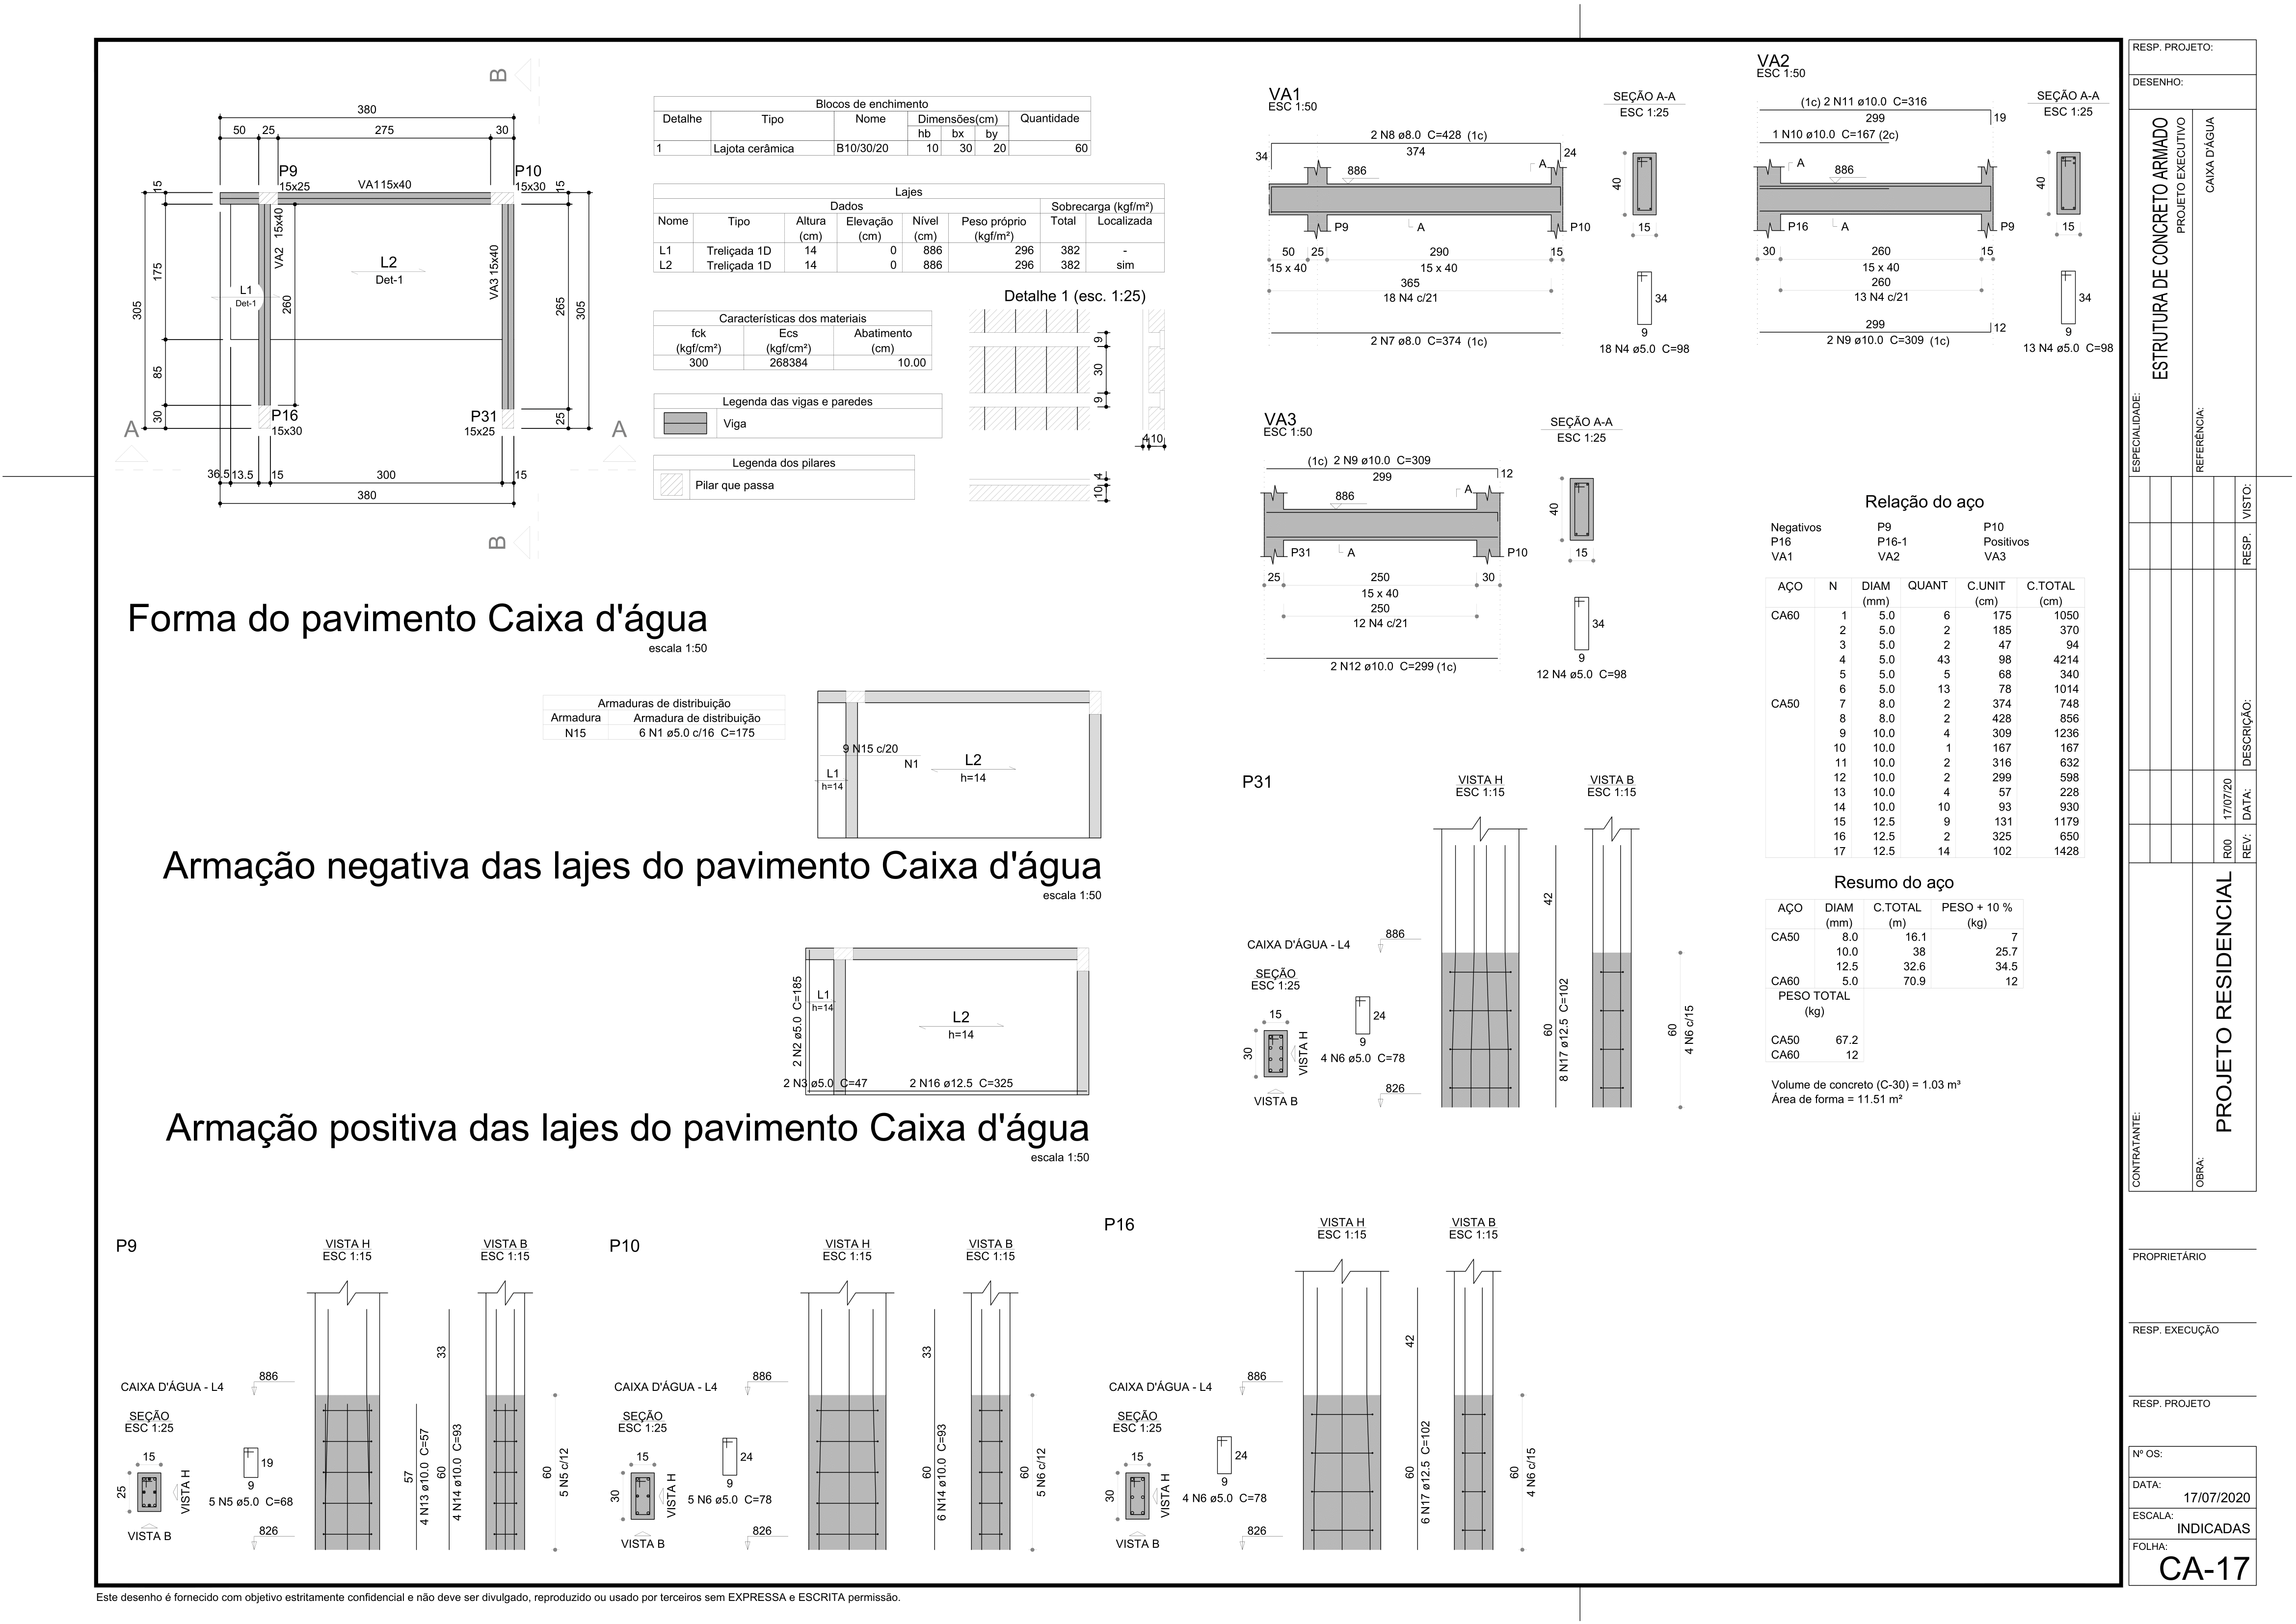 B
380
50 25 275 30
P9
15x25
VA115x40
P10
15x30
15
15
VA2 15x40
VA3 15x40
L2
Det-1
L1
Det-1
260
175
305
85
30
265
305
25
P16
15x30
P31
15x25
A
A
36.5 13.5 15 300 15
380
B
Forma do pavimento Caixa d'água
escala 1:50
Blocos de enchimento
Detalhe Tipo Nome Dimensões(cm) Quantidade
hb bx by
1 Lajota cerâmica B10/30/20 10 30 20 60
Lajes
Dados Sobrecarga (kgf/m²)
Nome Tipo Altura Elevação Nível Peso próprio Total Localizada
(cm) (cm) (cm) (kgf/m²)
L1 Treliçada 1D 14 0 886 296 382 -
L2 Treliçada 1D 14 0 886 296 382 sim
Características dos materiais
fck Ecs Abatimento
(kgf/cm²) (kgf/cm²) (cm)
300 268384 10.00
Legenda das vigas e paredes
Viga
Legenda dos pilares
Pilar que passa
Detalhe 1 (esc. 1:25)
9
30
9
4 10
4
10
Armaduras de distribuição
Armadura Armadura de distribuição
N15 6 N1 ø5.0 c/16 C=175
9 N15 c/20
N1
L1
h=14
L2
h=14
Armação negativa das lajes do pavimento Caixa d'água
escala 1:50
2 N2 ø5.0 C=185
L1
h=14
L2
h=14
2 N3 ø5.0 C=47 2 N16 ø12.5 C=325
Armação positiva das lajes do pavimento Caixa d'água
escala 1:50
VA1
ESC 1:50
2 N8 ø8.0 C=428 (1c)
34 374 24
886
A
P9
A
P10
50 25 290 15
15 x 40 15 x 40
365
18 N4 c/21
2 N7 ø8.0 C=374 (1c)
SEÇÃO A-A
ESC 1:25
40
15
34
9
18 N4 ø5.0 C=98
VA2
ESC 1:50
(1c) 2 N11 ø10.0 C=316
299 19
1 N10 ø10.0 C=167 (2c)
A
886
P16
A
P9
30 260 15
15 x 40
260
13 N4 c/21
299 12
2 N9 ø10.0 C=309 (1c)
SEÇÃO A-A
ESC 1:25
40
15
34
9
13 N4 ø5.0 C=98
VA3
ESC 1:50
(1c) 2 N9 ø10.0 C=309
299 12
886
A
P31
A
P10
25 250 30
15 x 40
250
12 N4 c/21
2 N12 ø10.0 C=299 (1c)
SEÇÃO A-A
ESC 1:25
40
15
34
9
12 N4 ø5.0 C=98
P31
VISTA H
ESC 1:15
VISTA B
ESC 1:15
CAIXA D'ÁGUA - L4
886
SEÇÃO
ESC 1:25
15
30
VISTA H
VISTA B
24
9
4 N6 ø5.0 C=78
826
42
60
8 N17 ø12.5 C=102
60
4 N6 c/15
Relação do aço
Negativos P9 P10
P16 P16-1 Positivos
VA1 VA2 VA3
AÇO N DIAM QUANT C.UNIT C.TOTAL
(mm) (cm) (cm)
CA60 1 5.0 6 175 1050
2 5.0 2 185 370
3 5.0 2 47 94
4 5.0 43 98 4214
5 5.0 5 68 340
6 5.0 13 78 1014
CA50 7 8.0 2 374 748
8 8.0 2 428 856
9 10.0 4 309 1236
10 10.0 1 167 167
11 10.0 2 316 632
12 10.0 2 299 598
13 10.0 4 57 228
14 10.0 10 93 930
15 12.5 9 131 1179
16 12.5 2 325 650
17 12.5 14 102 1428
Resumo do aço
AÇO DIAM C.TOTAL PESO + 10 %
(mm) (m) (kg)
CA50 8.0 16.1 7
10.0 38 25.7
12.5 32.6 34.5
CA60 5.0 70.9 12
PESO TOTAL
(kg)
CA50 67.2
CA60 12
Volume de concreto (C-30) = 1.03 m³
Área de forma = 11.51 m²
P9
VISTA H
ESC 1:15
VISTA B
ESC 1:15
CAIXA D'ÁGUA - L4
886
SEÇÃO
ESC 1:25
15
25
VISTA H
VISTA B
19
9
5 N5 ø5.0 C=68
826
57
4 N13 ø10.0 C=57
33
60
4 N14 ø10.0 C=93
60
5 N5 c/12
P10
VISTA H
ESC 1:15
VISTA B
ESC 1:15
CAIXA D'ÁGUA - L4
886
SEÇÃO
ESC 1:25
15
30
VISTA H
VISTA B
24
9
5 N6 ø5.0 C=78
826
33
60
6 N14 ø10.0 C=93
60
5 N6 c/12
P16
VISTA H
ESC 1:15
VISTA B
ESC 1:15
CAIXA D'ÁGUA - L4
886
SEÇÃO
ESC 1:25
15
30
VISTA H
VISTA B
24
9
4 N6 ø5.0 C=78
826
42
60
6 N17 ø12.5 C=102
60
4 N6 c/15
RESP. PROJETO:
DESENHO:
ESPECIALIDADE:
ESTRUTURA DE CONCRETO ARMADO
PROJETO EXECUTIVO
REFERÊNCIA:
CAIXA D'ÁGUA
VISTO:
RESP.
DESCRIÇÃO:
17/07/20
DATA:
R00
REV:
CONTRATANTE:
OBRA:
PROJETO RESIDENCIAL
PROPRIETÁRIO
RESP. EXECUÇÃO
RESP. PROJETO
Nº OS:
DATA:
17/07/2020
ESCALA:
INDICADAS
FOLHA:
CA-17
Este desenho é fornecido com objetivo estritamente confidencial e não deve ser divulgado, reproduzido ou usado por terceiros sem EXPRESSA e ESCRITA permissão.